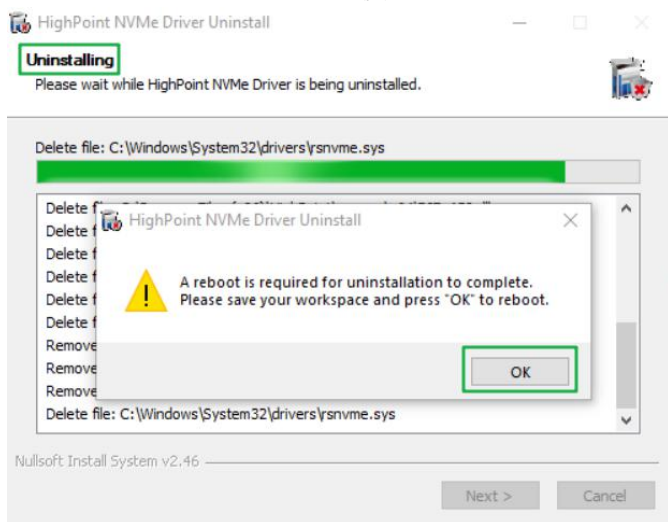 HighPoint NVMe Driver Uninstall
Uninstalling
Please wait while HighPoint NVMe Driver is being uninstalled.
Delete file: C:\Windows\System32\drivers\rsnvme.sys
Delete f
Delete f
Delete f
Delete f
Delete f
Delete f
Remove
Remove
Remove
Delete file: C:\Windows\System32\drivers\rsnvme.sys
HighPoint NVMe Driver Uninstall
A reboot is required for uninstallation to complete.
Please save your workspace and press "OK" to reboot.
OK
Nullsoft Install System v2.46
Next >
Cancel